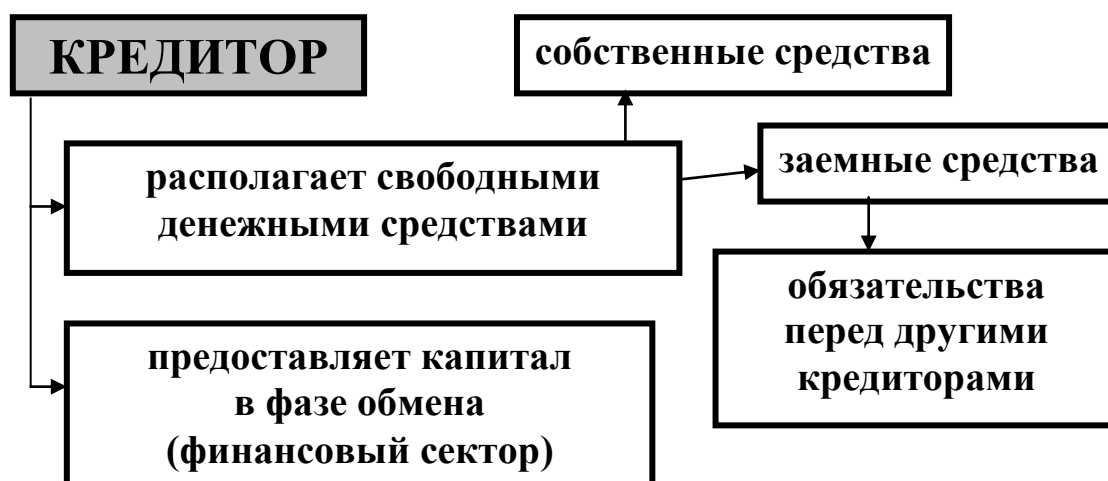 КРЕДИТОР
собственные средства
располагает свободными
денежными средствами
заемные средства
обязательства
перед другими
кредиторами
предоставляет капитал
в фазе обмена
(финансовый сектор)